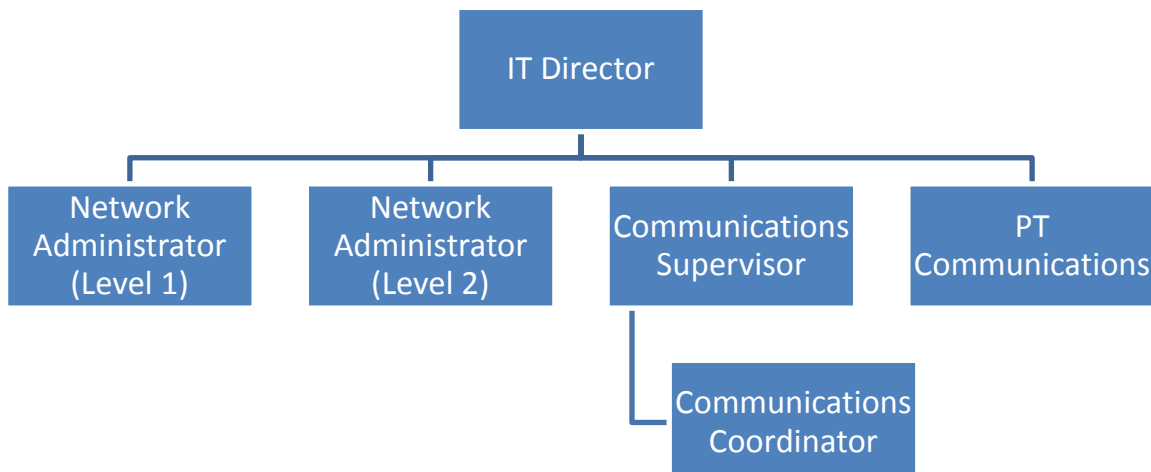 IT Director
Network
Administrator
(Level 1)
Network
Administrator
(Level 2)
Communications
Supervisor
PT
Communications
Communications
Coordinator